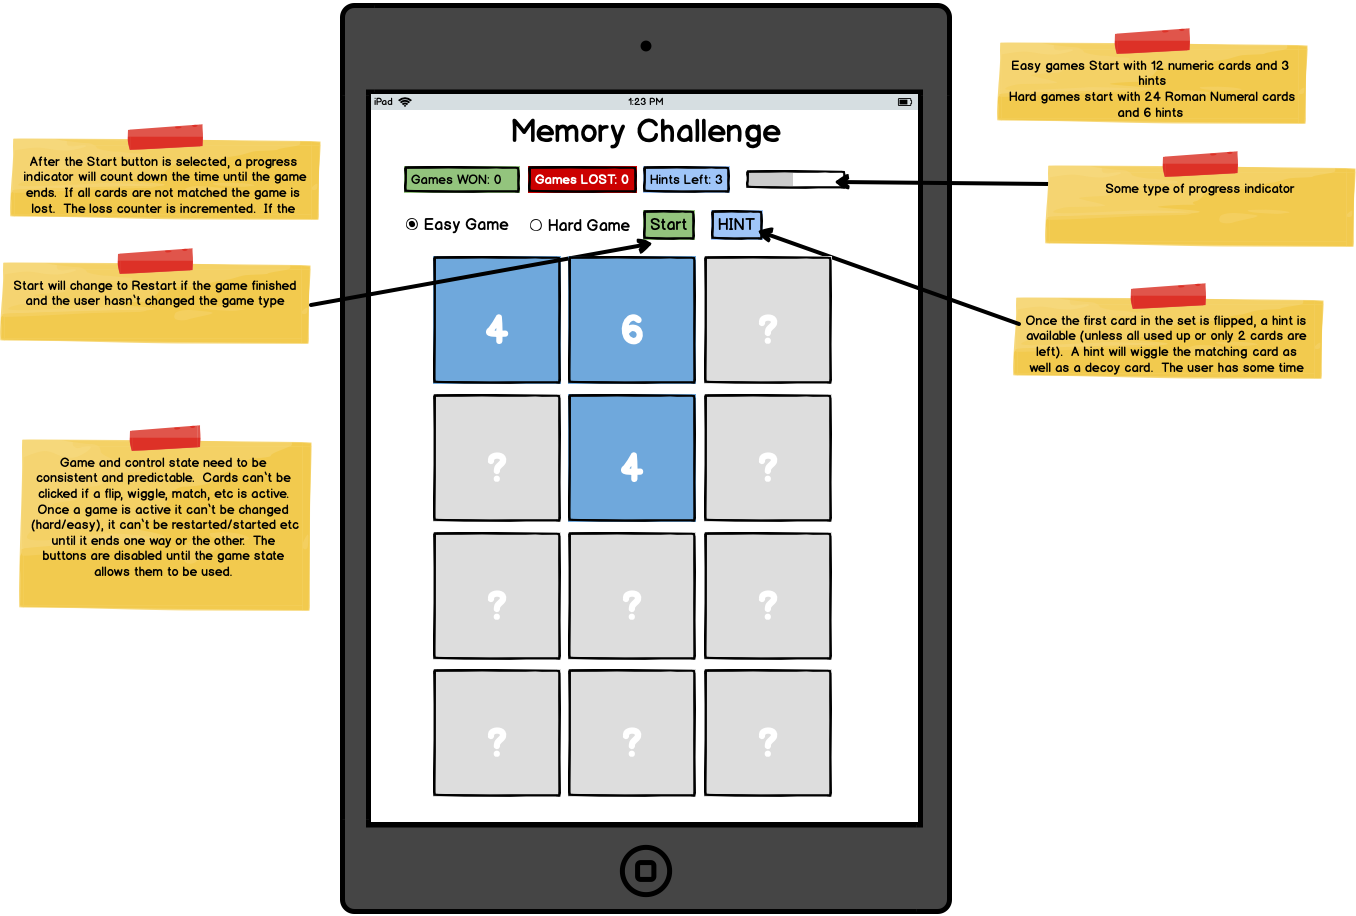 Easy games Start with 12 numeric cards and 3
hints
Hard games start with 24 Roman Numeral cards
and 6 hints
iPad
1:23 PM
Memory Challenge
After the Start button is selected, a progress
indicator will count down the time until the game
ends. If all cards are not matched the game is
lost. The loss counter is incremented. If the
Games WON: 0
Games LOST: 0
Hints Left: 3
Some type of progress indicator
Easy Game
Hard Game
Start
HINT
Start will change to Restart if the game finished
and the user hasn`t changed the game type
Once the first card in the set is flipped, a hint is
available (unless all used up or only 2 cards are
left). A hint will wiggle the matching card as
well as a decoy card. The user has some time
4
6
?
Game and control state need to be
consistent and predictable. Cards can`t be
clicked if a flip, wiggle, match, etc is active.
Once a game is active it can`t be changed
(hard/easy), it can`t be restarted/started etc
until it ends one way or the other. The
buttons are disabled until the game state
allows them to be used.
?
4
?
?
?
?
?
?
?